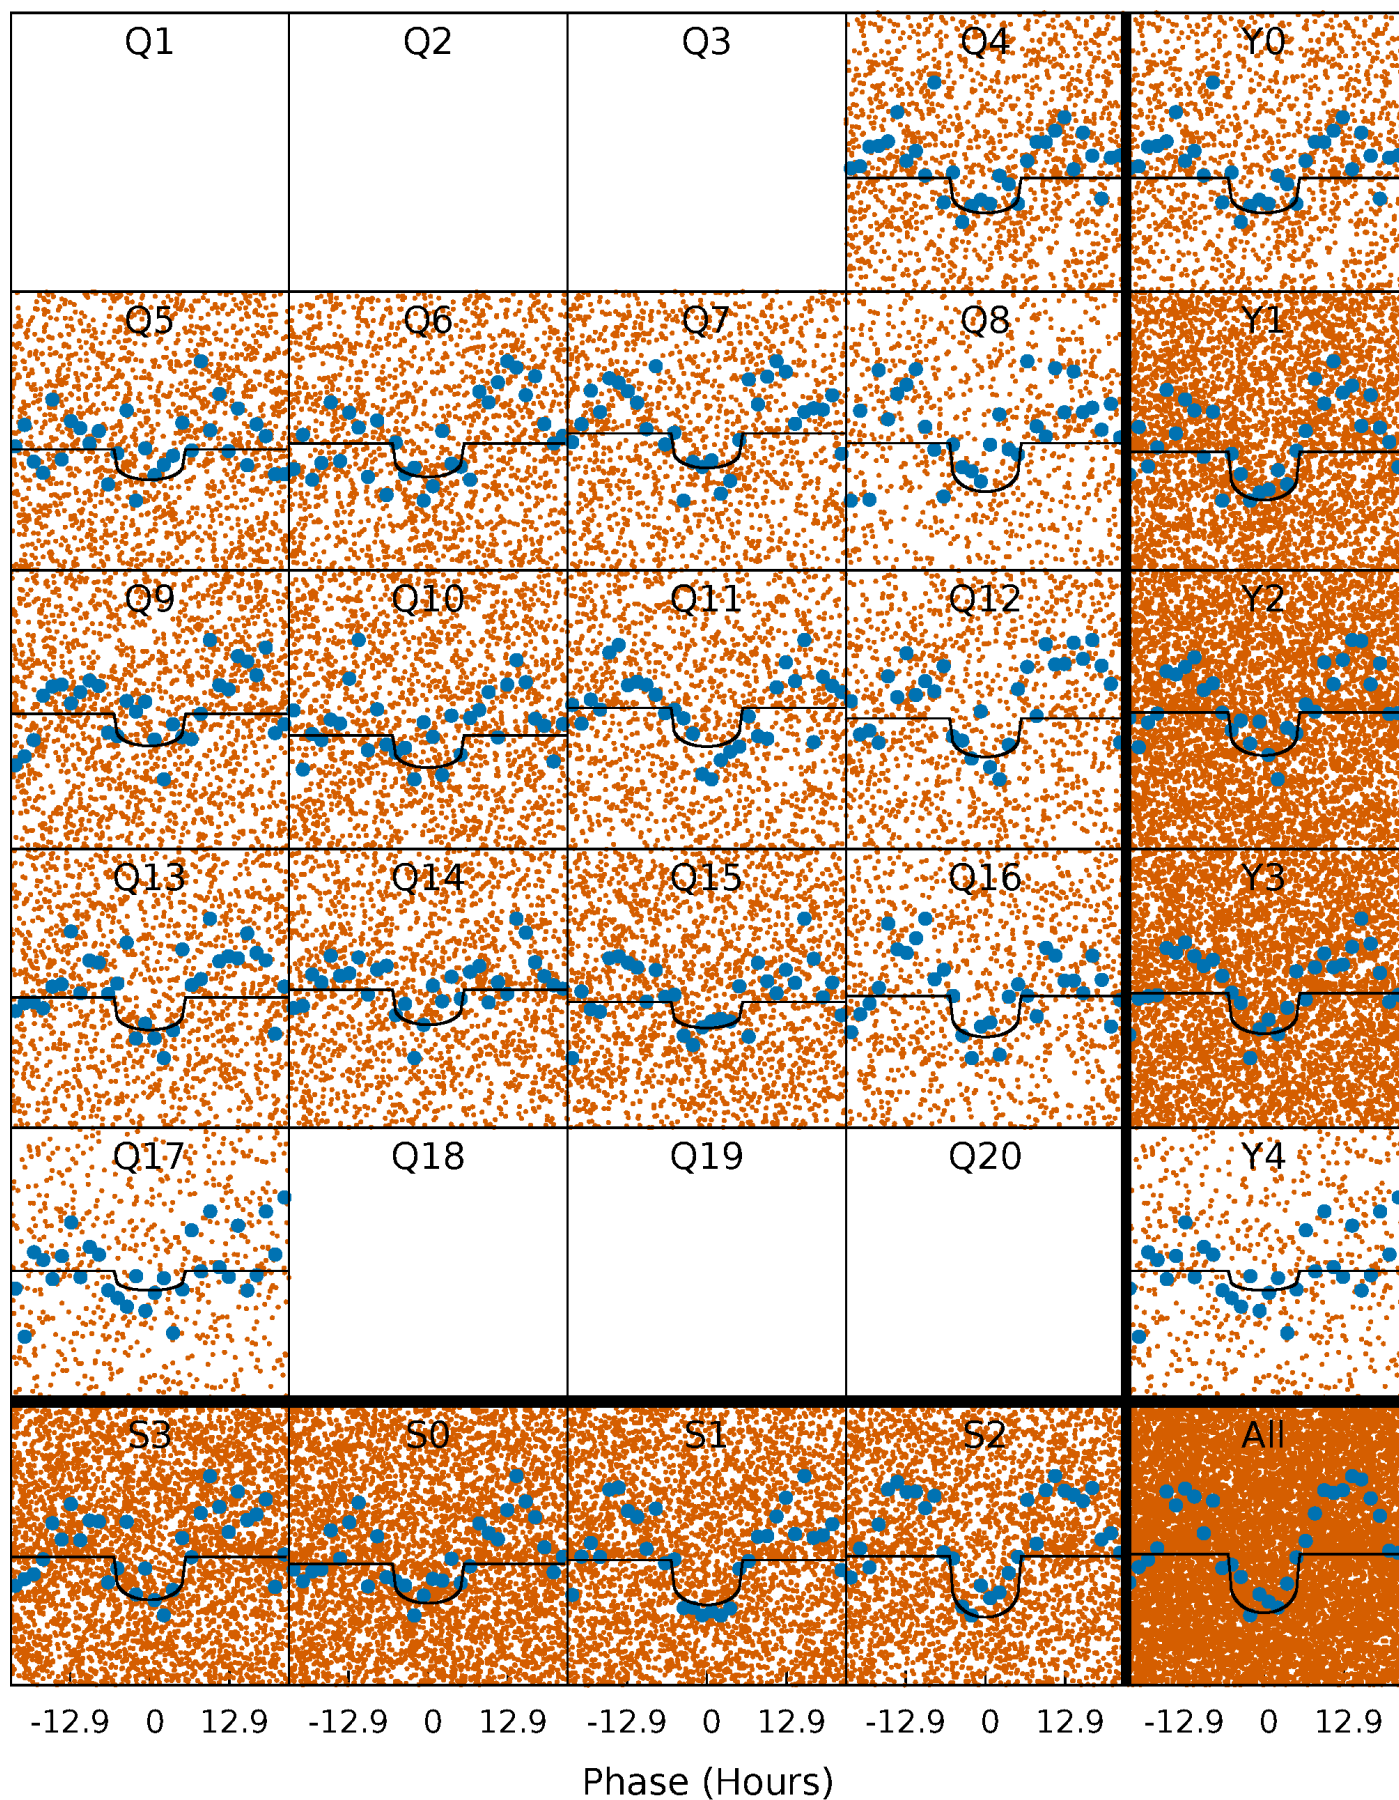 Q1 Q2 Q3 Q4 Y0
Q5 Q6 Q7 Q8 Y1
Q9 Q10 Q11 Q12 Y2
Q13 Q14 Q15 Q16 Y3
Q17 Q18 Q19 Q20 Y4
S3 S0 S1 S2 All
-12.9 0 12.9 -12.9 0 12.9 -12.9 0 12.9 -12.9 0 12.9 -12.9 0 12.9
Phase (Hours)